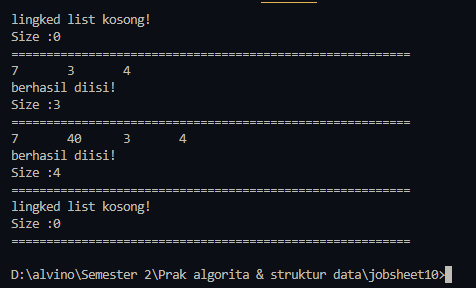 lingked list kosong!
Size :0
=========================================================
7 3 4
berhasil diisi!
Size :3
=========================================================
7 40 3 4
berhasil diisi!
Size :4
=========================================================
lingked list kosong!
Size :0
=========================================================
D:\alvino\Semester 2\Prak algorita & struktur data\jobsheet10>